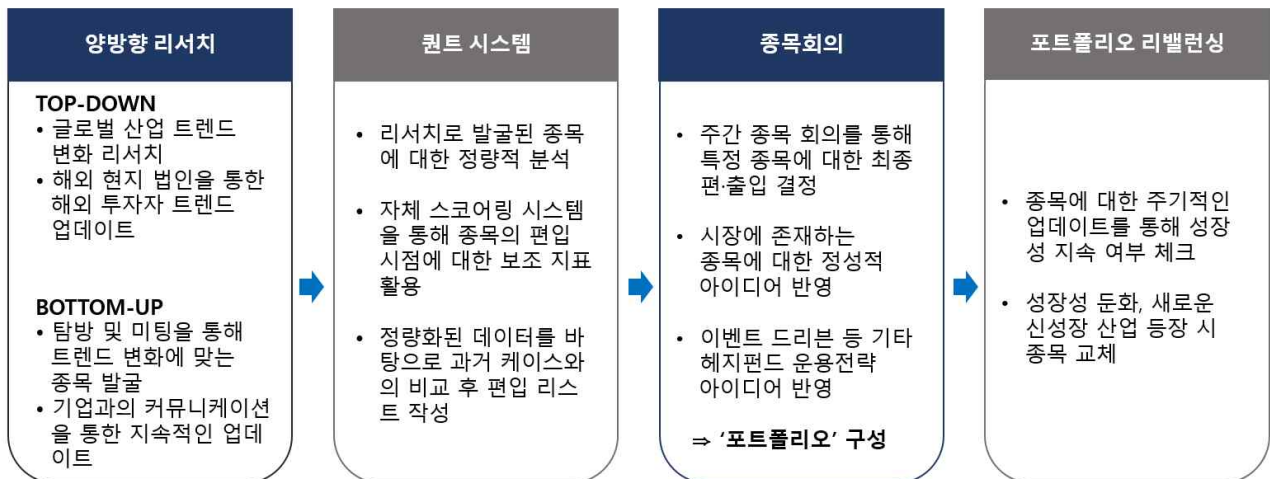 양방향 리서치
TOP-DOWN
• 글로벌 산업 트렌드
변화 리서치
• 해외 현지 법인을 통한
해외 투자자 트렌드
업데이트
BOTTOM-UP
• 탐방 및 미팅을 통해
트렌드 변화에 맞는
종목 발굴
• 기업과의 커뮤니케이션
을 통한 지속적인 업데
이트
퀀트 시스템
• 리서치로 발굴된 종목
에 대한 정량적 분석
• 자체 스코어링 시스템
을 통해 종목의 편입
시점에 대한 보조 지표
활용
• 정량화된 데이터를 바
탕으로 과거 케이스와
의 비교 후 편입 리스
트 작성
종목회의
• 주간 종목 회의를 통해
특정 종목에 대한 최종
편·출입 결정
• 시장에 존재하는
종목에 대한 정성적
아이디어 반영
• 이벤트 드리븐 등 기타
헤지펀드 운용전략
아이디어 반영
⇒ ‘포트폴리오’ 구성
포트폴리오 리밸런싱
• 종목에 대한 주기적인
업데이트를 통해 성장
성 지속 여부 체크
• 성장성 둔화, 새로운
신성장 산업 등장 시
종목 교체